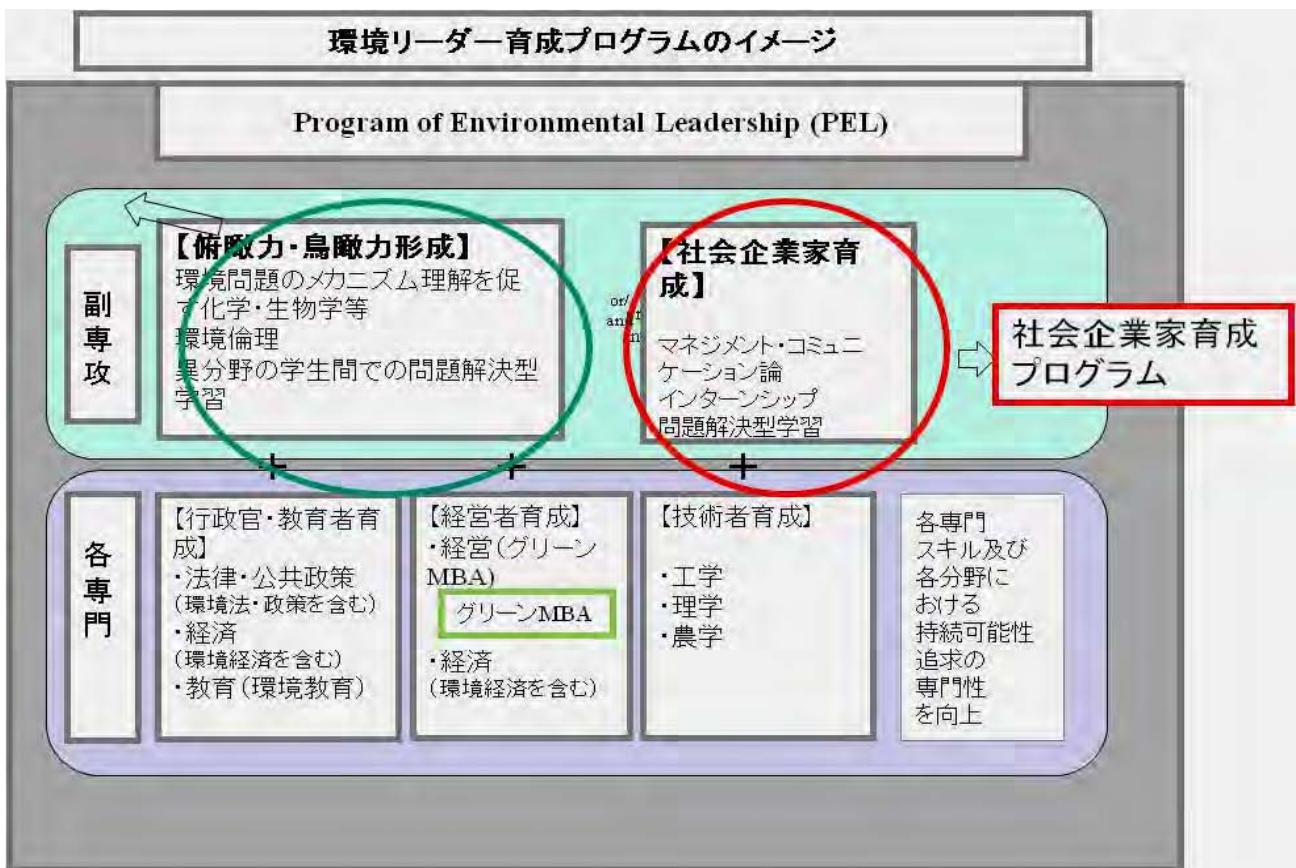 環境リーダー育成プログラムのイメージ
Program of Environmental Leadership (PEL)
副専攻
【俯瞰力・鳥瞰力形成】
環境問題のメカニズム理解を促
す化学・生物学等
環境倫理
異分野の学生間での問題解決型
学習
or/
and
【社会企業家育
成】
マネジメント・コミュニ
ケーション論
インターンシップ
問題解決型学習
社会企業家育成
プログラム
+
+
+
各専門
【行政官・教育者育
成】
・法律・公共政策
(環境法・政策を含む)
・経済
(環境経済を含む)
・教育(環境教育)
【経営者育成】
・経営(グリーン
MBA)
グリーンMBA
・経済
(環境経済を含む)
【技術者育成】
・工学
・理学
・農学
各専門
スキル及び
各分野に
おける
持続可能性
追求の
専門性
を向上